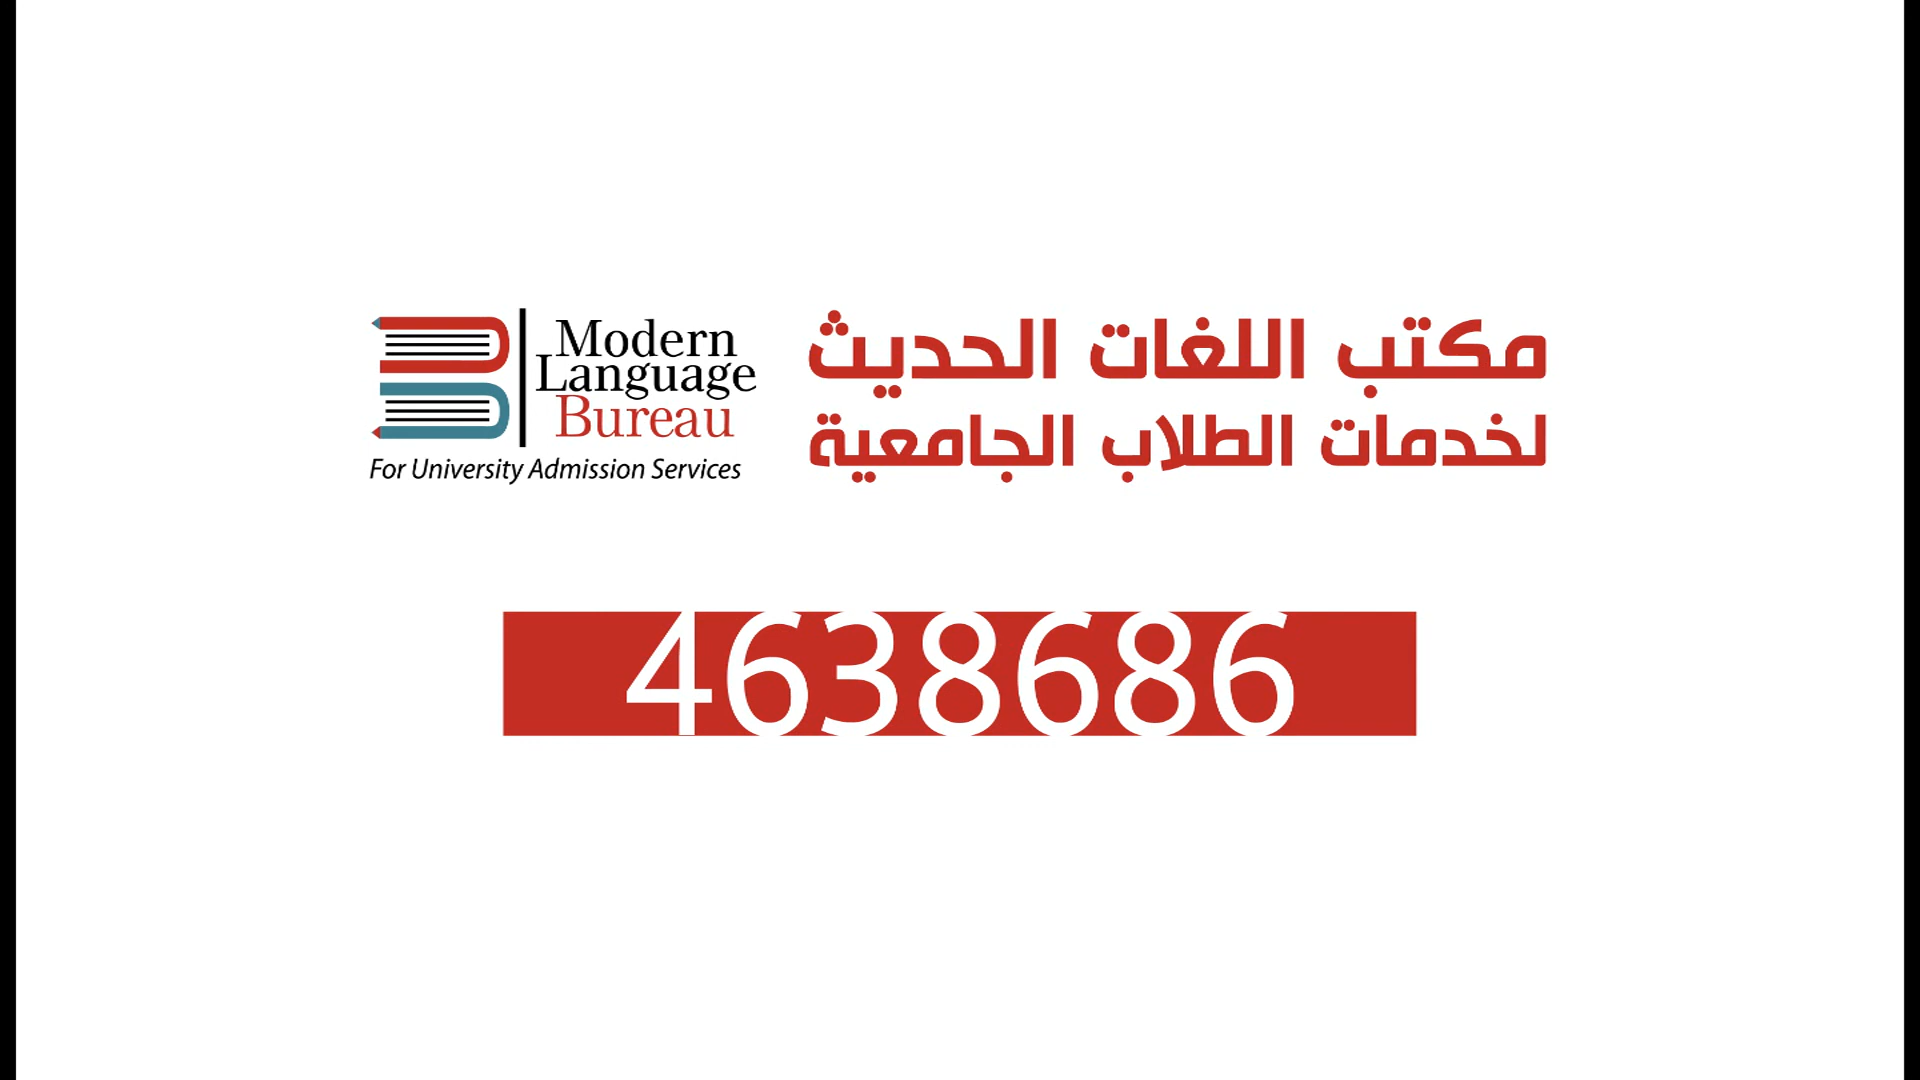 Modern
Language
Bureau
For University Admission Services
مكتب اللغات الحديث
لخدمات الطلاب الجامعية
4638686